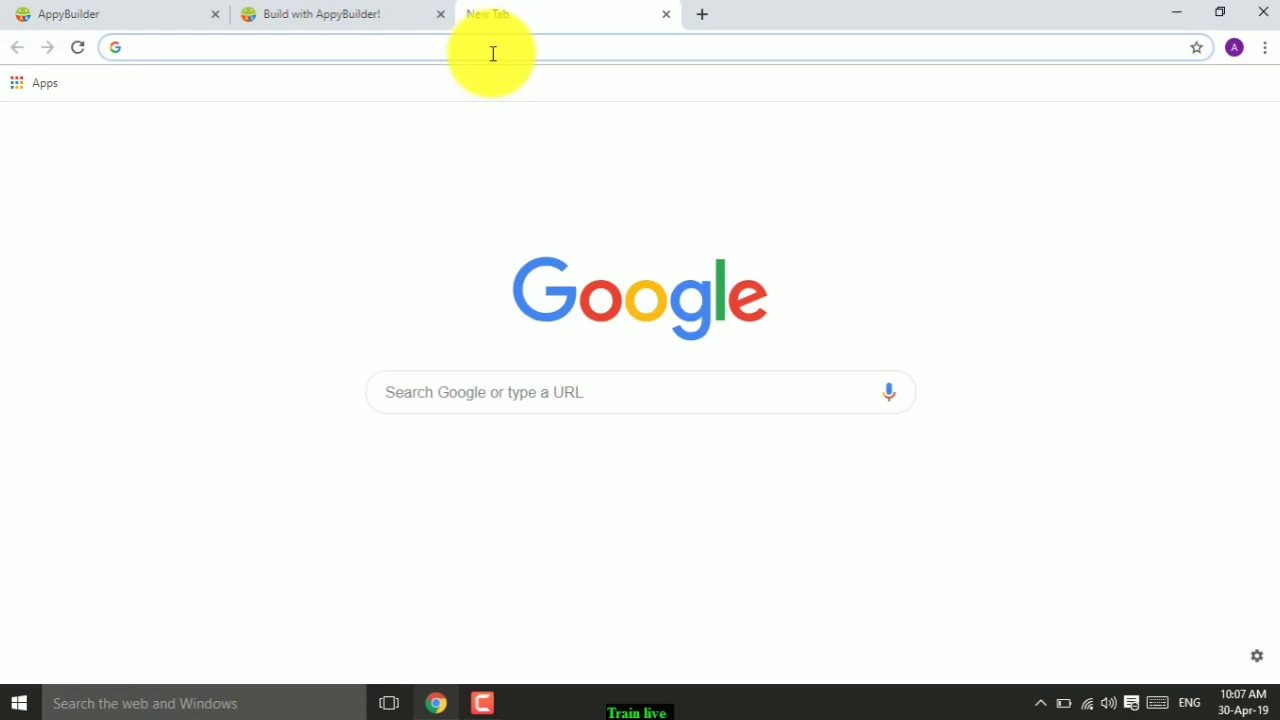 AppyBuilder
Build with AppyBuilder!
New Tab
A
Apps
Google
Search Google or type a URL
Search the web and Windows
Train live
ENG
10:07 AM
30-Apr-19